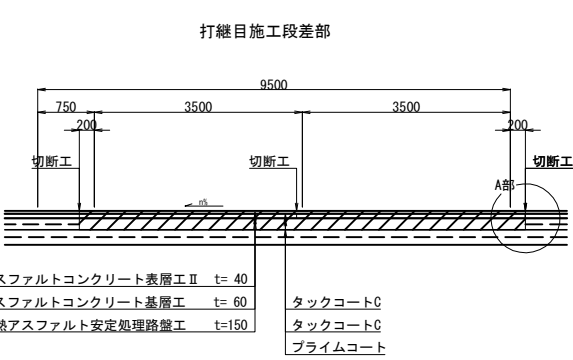 打継目施工段差部
9500
750 3500 3500
200 200
切断工 切断工 切断工
A部
n%
スファルトコンクリート表層工Ⅱ t= 40
スファルトコンクリート基層工 t= 60
熱アスファルト安定処理路盤工 t=150
タックコートC
タックコートC
プライムコート